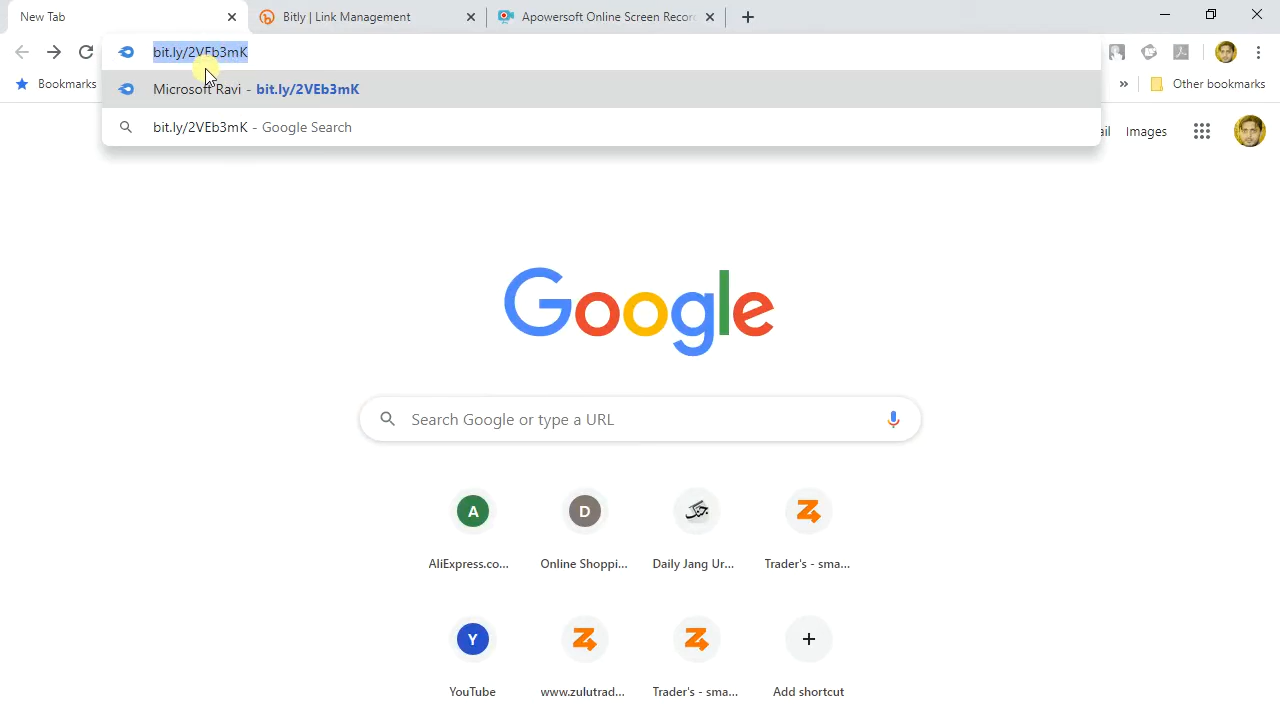 New Tab
Bitly | Link Management
Apowersoft Online Screen Recor
bit.ly/2VEb3mK
Bookmarks
Microsoft Ravi - bit.ly/2VEb3mK
Other bookmarks
bit.ly/2VEb3mK - Google Search
ail
Images
Google
Search Google or type a URL
A
D
جنگ
AliExpress.co...
Online Shoppi...
Daily Jang Ur...
Trader's - sma...
Y
YouTube
www.zulutrad...
Trader's - sma...
Add shortcut